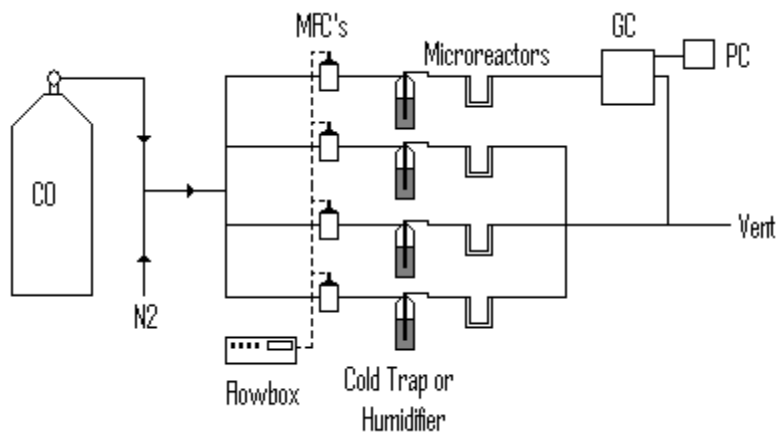 MFC's
GC
Microreactors
PC
CO
Vent
N2
Flowbox
Cold Trap or
Humidifier